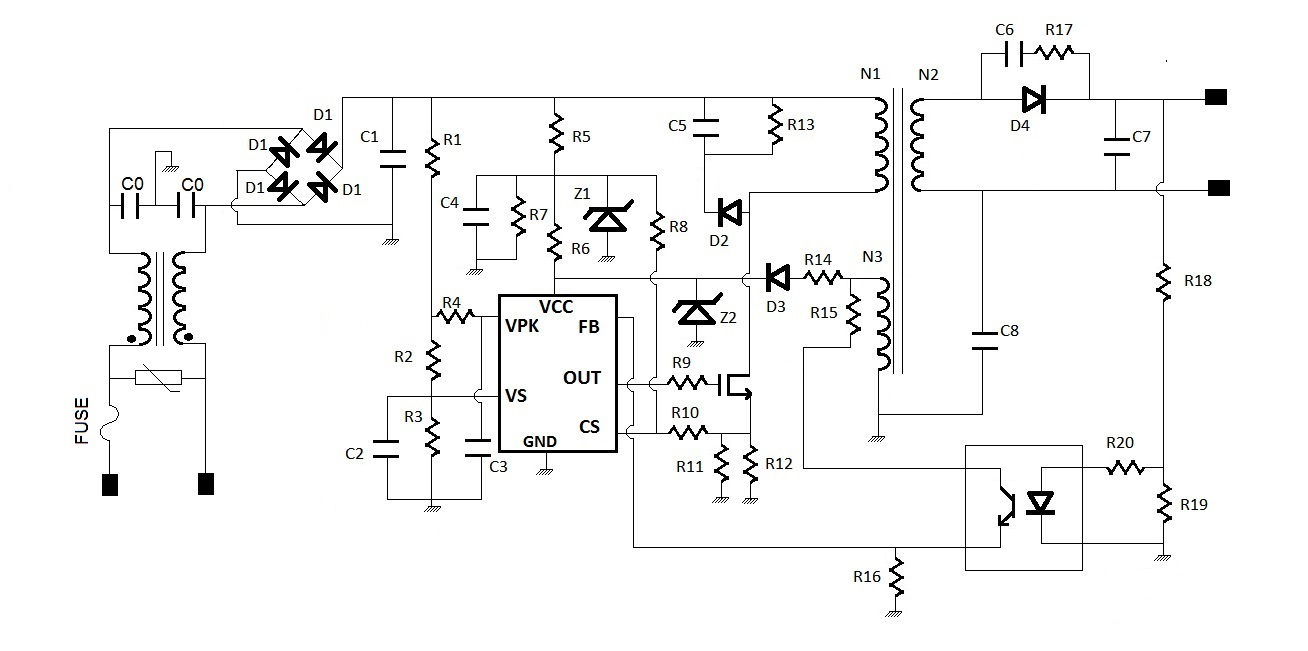 C6 R17
N1 N2
D1
C5 R13
D4
C1
R1
R5
C7
D1
C0 C0
D1 D1
C4
R7
Z1
R8
D2
R6
N3
R14
R18
R4
VCC
D3
R15
VPK
FB
Z2
C8
R2
R9
OUT
VS
FUSE
R3
R10
CS
GND
R20
C2
C3
R11
R12
R19
R16